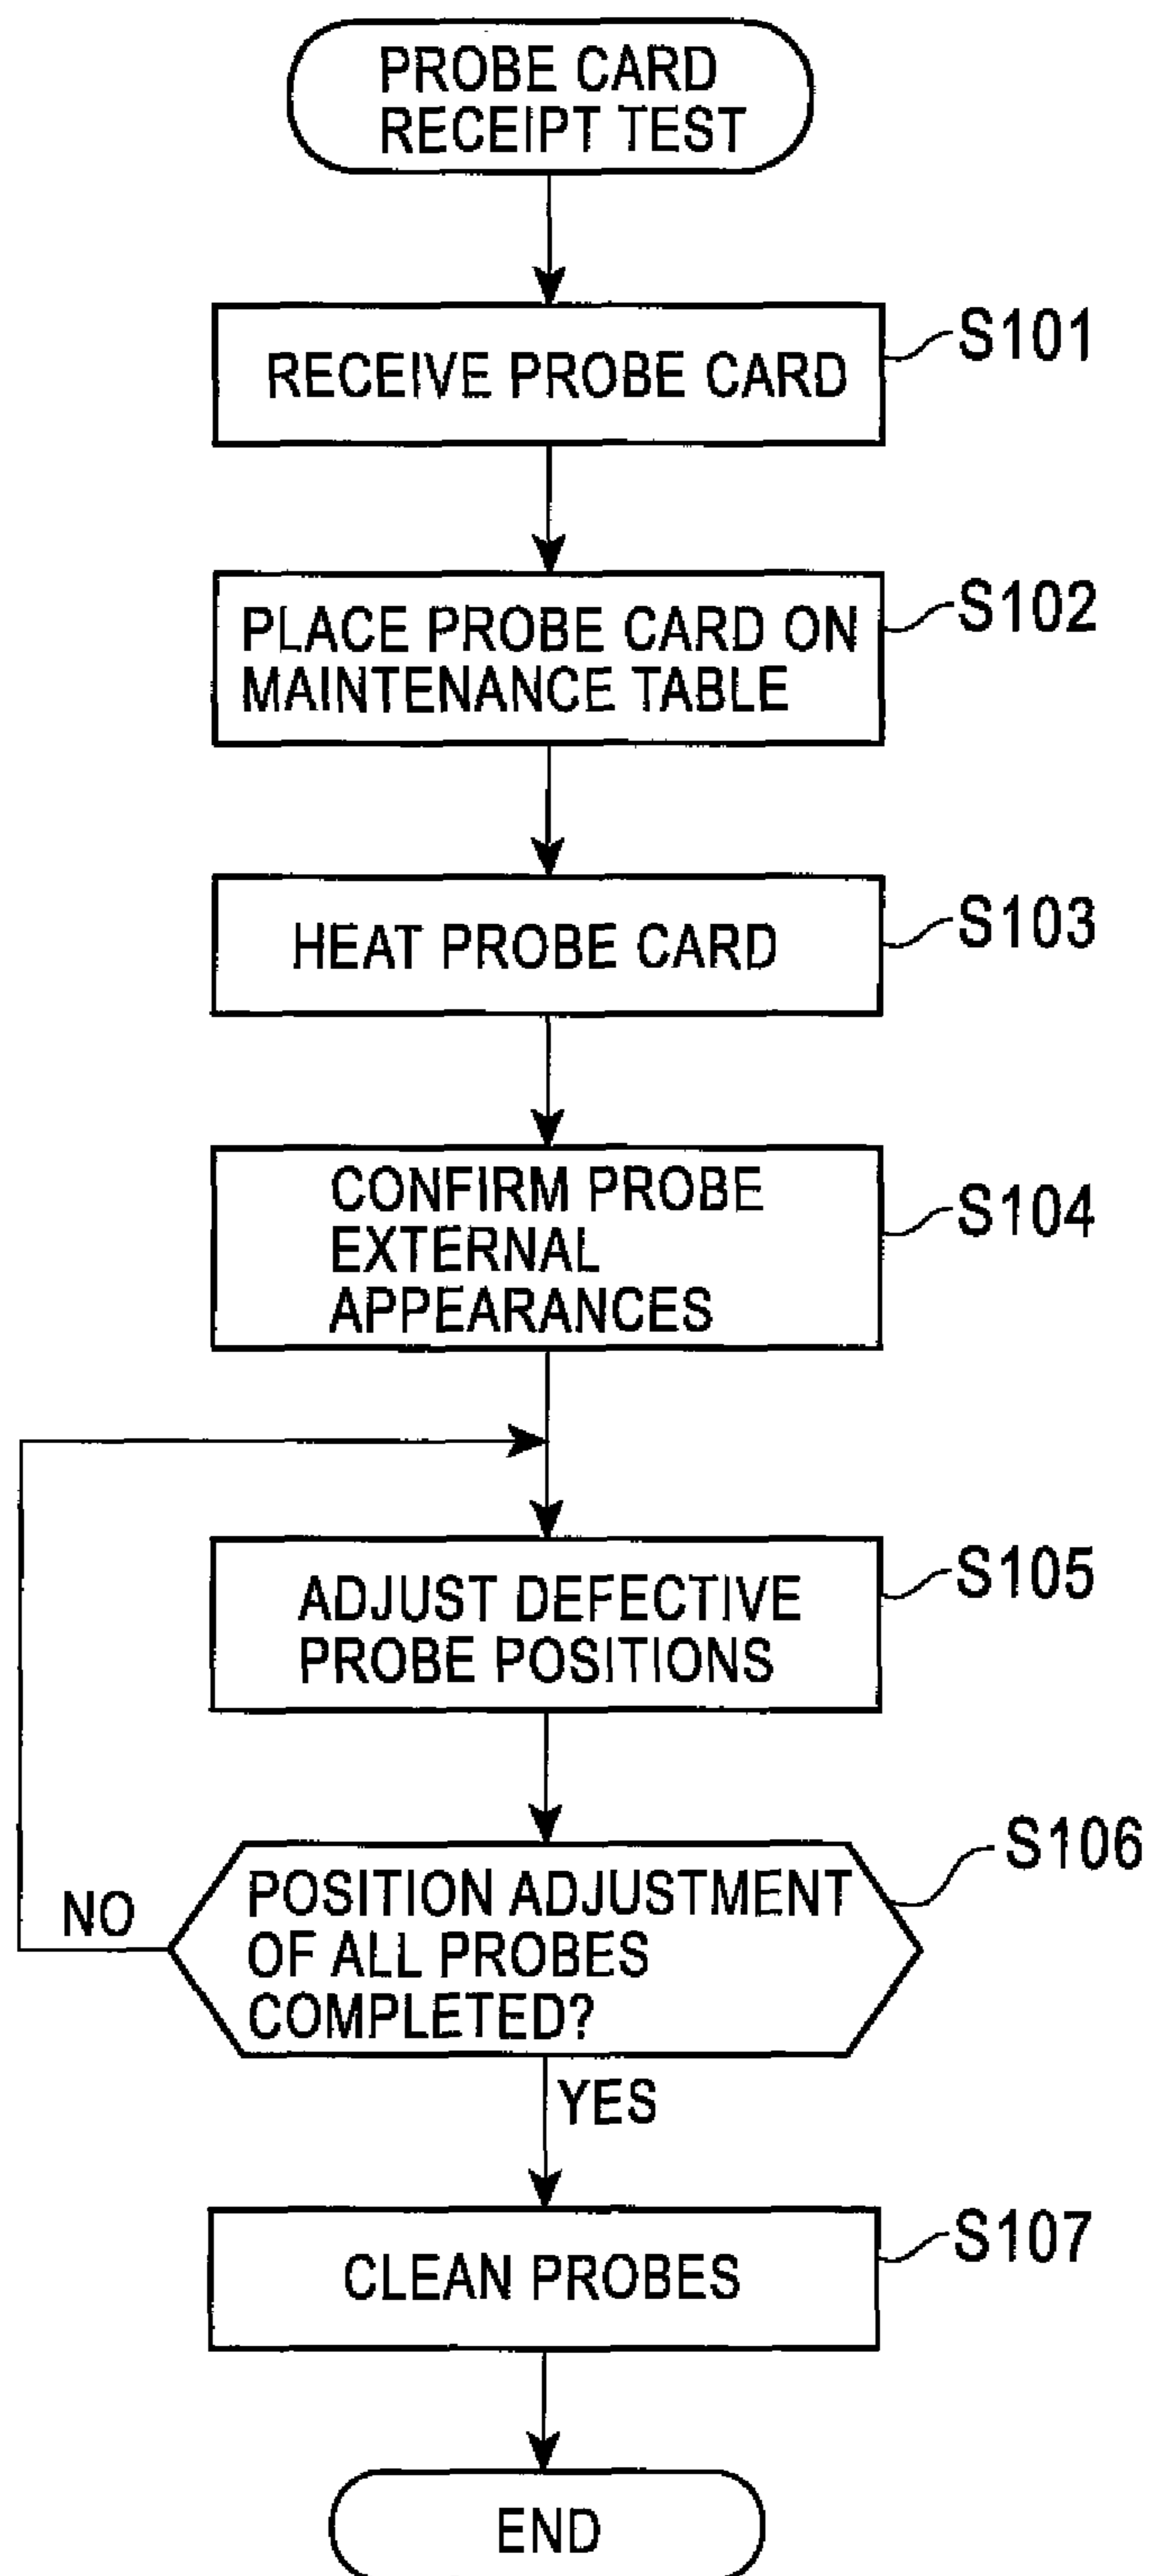 PROBE CARD
RECEIPT TEST
RECEIVE PROBE CARD
S101
PLACE PROBE CARD ON
MAINTENANCE TABLE
S102
HEAT PROBE CARD
S103
CONFIRM PROBE
EXTERNAL
APPEARANCES
S104
ADJUST DEFECTIVE
PROBE POSITIONS
S105
POSITION ADJUSTMENT
OF ALL PROBES
COMPLETED?
S106
NO
YES
CLEAN PROBES
S107
END